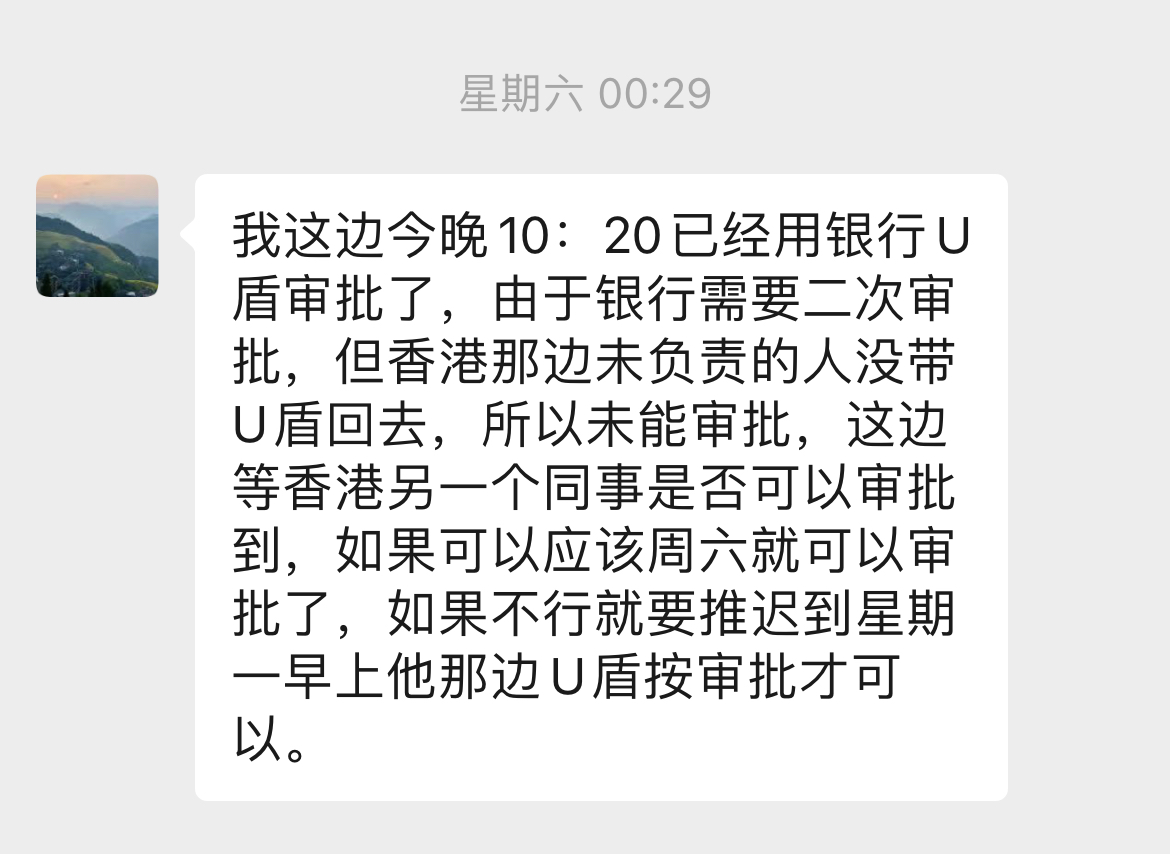 星期六 00:29
我这边今晚10：20已经用银行U
盾审批了，由于银行需要二次审
批，但香港那边未负责的人没带
U盾回去，所以未能审批，这边
等香港另一个同事是否可以审批
到，如果可以应该周六就可以审
批了，如果不行就要推迟到星期
一早上他那边U盾按审批才可
以。